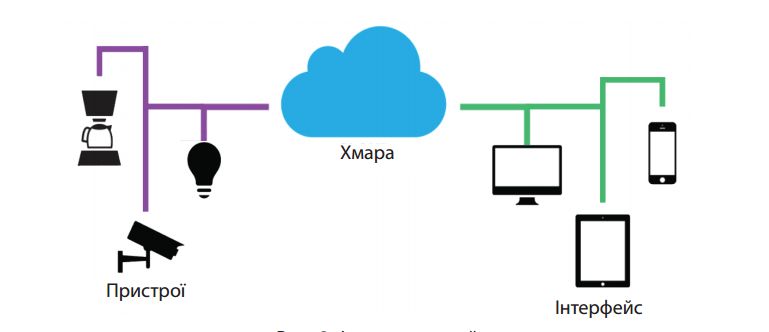 Хмара
Пристрої
Інтерфейс